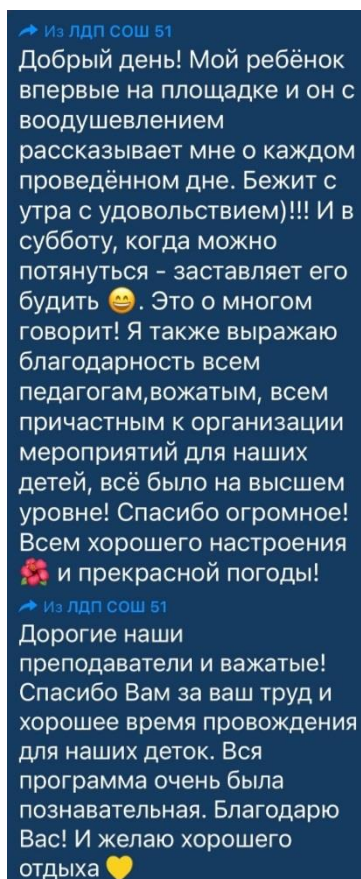 Из ЛДП СОШ 51
Добрый день! Мой ребёнок
впервые на площадке и он с
воодушевлением
рассказывает мне о каждом
проведённом дне. Бежит с
утра с удовольствием)!!! И в
субботу, когда можно
потянуться - заставляет его
будить 😄. Это о многом
говорит! Я также выражаю
благодарность всем
педагогам,вожатым, всем
причастным к организации
мероприятий для наших
детей, всё было на высшем
уровне! Спасибо огромное!
Всем хорошего настроения
🌺 и прекрасной погоды!
Из ЛДП СОШ 51
Дорогие наши
преподаватели и важатые!
Спасибо Вам за ваш труд и
хорошее время провождения
для наших деток. Вся
программа очень была
познавательная. Благодарю
Вас! И желаю хорошего
отдыха 💛